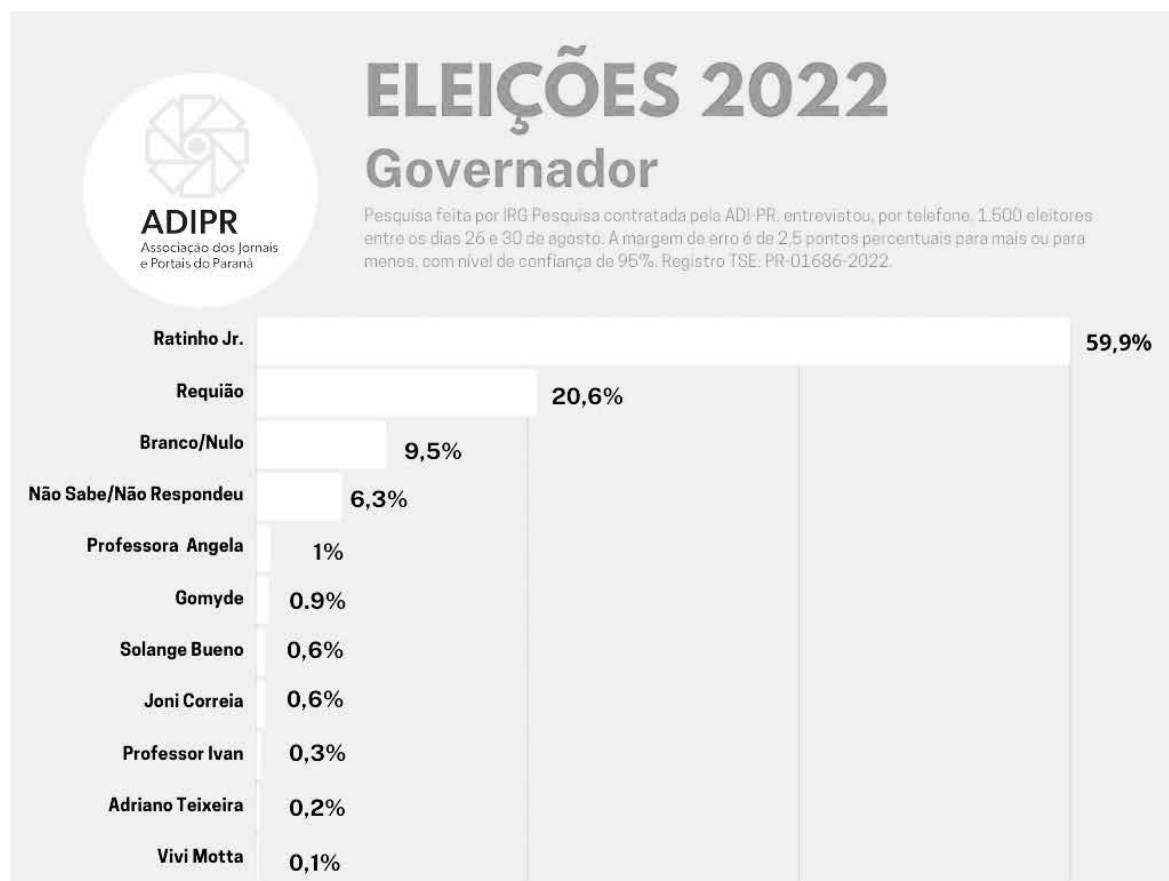 ELEIÇÕES 2022
Governador
Pesquisa feita por IRG Pesquisa contratada pela ADI-PR, entrevistou, por telefone, 1.500 eleitores
entre os dias 26 e 30 de agosto. A margem de erro é de 2,5 pontos percentuais para mais ou para
menos, com nível de confiança de 95%. Registro TSE: PR-01686-2022.
ADIPR
Associação dos Jornais
e Portais do Paraná
Ratinho Jr. 59,9%
Requião 20,6%
Branco/Nulo 9,5%
Não Sabe/Não Respondeu 6,3%
Professora Angela 1%
Gomyde 0.9%
Solange Bueno 0,6%
Joni Correia 0,6%
Professor Ivan 0,3%
Adriano Teixeira 0,2%
Vivi Motta 0,1%